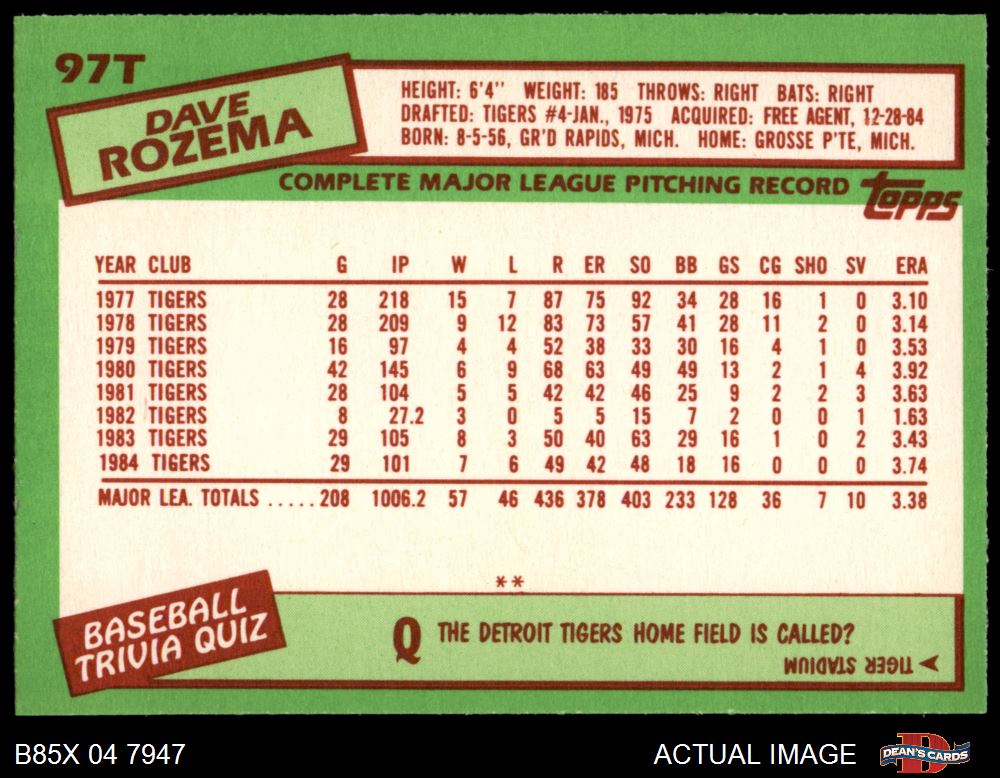 97T
DAVE
ROZEMA
HEIGHT: 6'4" WEIGHT: 185 THROWS: RIGHT BATS: RIGHT
DRAFTED: TIGERS #4-JAN., 1975 ACQUIRED: FREE AGENT, 12-28-84
BORN: 8-5-56, GR'D RAPIDS, MICH. HOME: GROSSE P'TE, MICH.
COMPLETE MAJOR LEAGUE PITCHING RECORD topps
YEAR CLUB G IP W L R ER SO BB GS CG SHO SV ERA
1977 TIGERS 28 218 15 7 87 75 92 34 28 16 1 0 3.10
1978 TIGERS 28 209 9 12 83 73 57 41 28 11 2 0 3.14
1979 TIGERS 16 97 4 4 52 38 33 30 16 4 1 0 3.53
1980 TIGERS 42 145 6 9 68 63 49 49 13 2 1 4 3.92
1981 TIGERS 28 104 5 5 42 42 46 25 9 2 2 3 3.63
1982 TIGERS 8 27.2 3 0 5 5 15 7 2 0 0 1 1.63
1983 TIGERS 29 105 8 3 50 40 63 29 16 1 0 2 3.43
1984 TIGERS 29 101 7 6 49 42 48 18 16 0 0 0 3.74
MAJOR LEA. TOTALS ..... 208 1006.2 57 46 436 378 403 233 128 36 7 10 3.38
**
BASEBALL
TRIVIA QUIZ
Q THE DETROIT TIGERS HOME FIELD IS CALLED?
TIGER STADIUM
B85X 04 7947 ACTUAL IMAGE DEAN'S CARDS